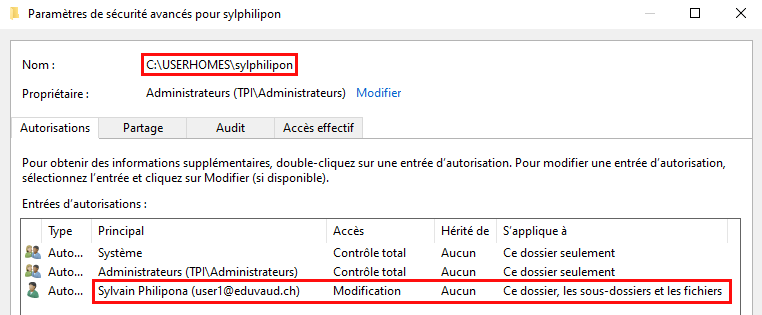 Paramètres de sécurité avancés pour sylphilipon
Nom : C:\USERHOMES\sylphilipon
Propriétaire : Administrateurs (TPI\Administrateurs) Modifier
Autorisations Partage Audit Accès effectif
Pour obtenir des informations supplémentaires, double-cliquez sur une entrée d'autorisation. Pour modifier une entrée d'autorisation,
sélectionnez l'entrée et cliquez sur Modifier (si disponible).
Entrées d'autorisations :
Type Principal Accès Hérité de S'applique à
Auto... Système Contrôle total Aucun Ce dossier seulement
Auto... Administrateurs (TPI\Administrateurs) Contrôle total Aucun Ce dossier seulement
Auto... Sylvain Philipona (user1@eduvaud.ch) Modification Aucun Ce dossier, les sous-dossiers et les fichiers